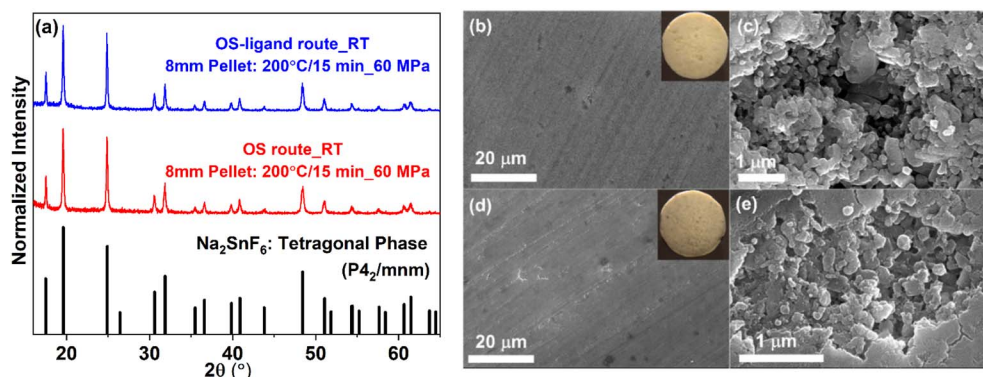 (a)
OS-ligand route_RT
8mm Pellet: 200°C/15 min_60 MPa
OS route_RT
8mm Pellet: 200°C/15 min_60 MPa
Na₂SnF₆: Tetragonal Phase
(P4₂/mnm)
Normalized Intensity
20 30 40 50 60
2θ (°)
(b)
20 μm
(c)
1 μm
(d)
20 μm
(e)
1 μm